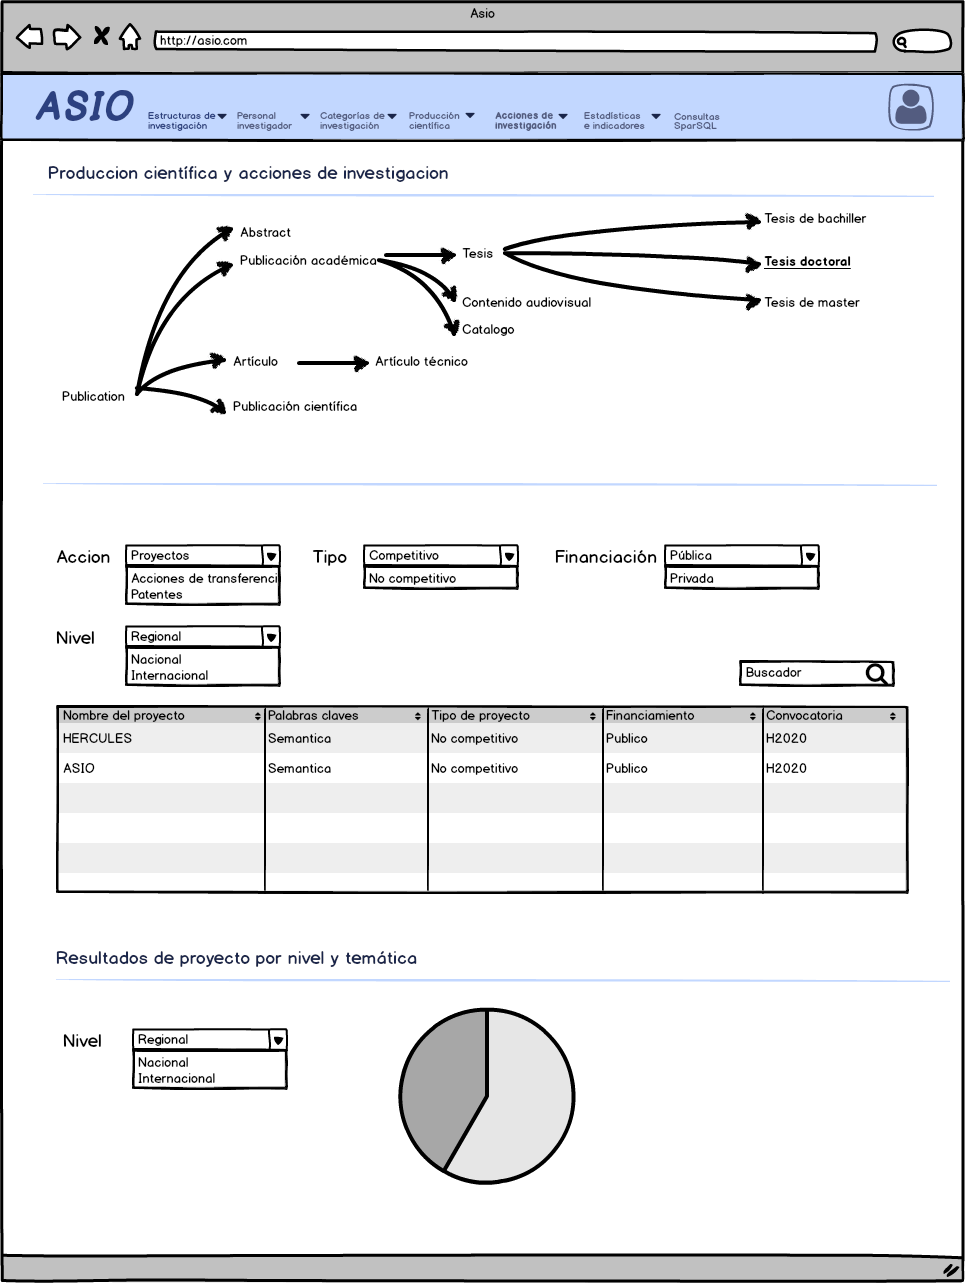 Asio
http://asio.com
ASIO
Estructuras de
investigación
Personal
investigador
Categorías de
investigación
Producción
científica
Acciones de
investigación
Estadísticas
e indicadores
Consultas
SparSQL
Produccion científica y acciones de investigacion
Abstract
Publicación académica
Tesis
Tesis de bachiller
Tesis doctoral
Tesis de master
Contenido audiovisual
Catalogo
Artículo
Artículo técnico
Publication
Publicación científica
Accion
Proyectos
Acciones de transferenci
Patentes
Tipo
Competitivo
No competitivo
Financiación
Pública
Privada
Nivel
Regional
Nacional
Internacional
Buscador
Nombre del proyecto Palabras claves Tipo de proyecto Financiamiento Convocatoria
HERCULES Semantica No competitivo Publico H2020
ASIO Semantica No competitivo Publico H2020
Resultados de proyecto por nivel y temática
Nivel
Regional
Nacional
Internacional